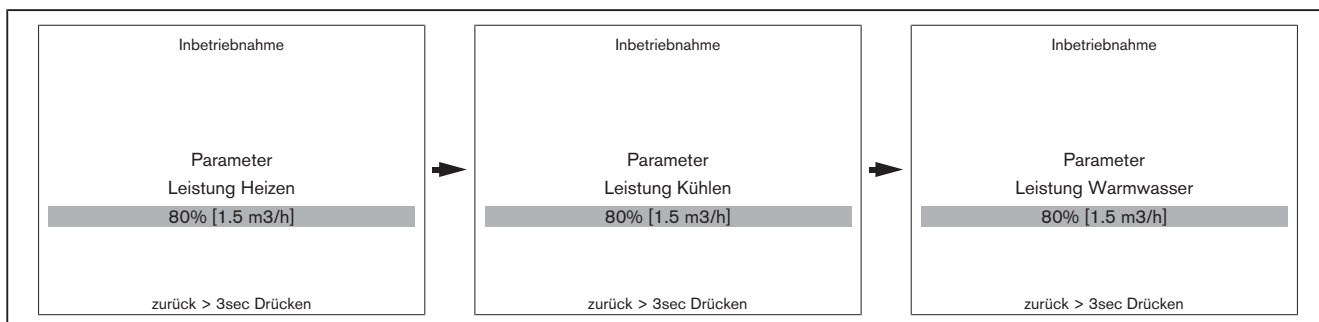 Inbetriebnahme
Parameter
Leistung Heizen
80% [1.5 m3/h]
zurück > 3sec Drücken
Inbetriebnahme
Parameter
Leistung Kühlen
80% [1.5 m3/h]
zurück > 3sec Drücken
Inbetriebnahme
Parameter
Leistung Warmwasser
80% [1.5 m3/h]
zurück > 3sec Drücken